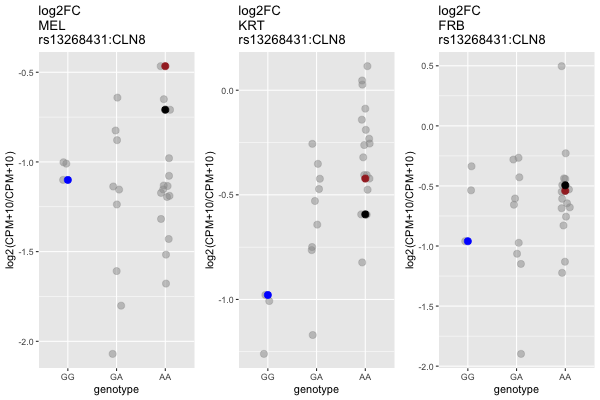 log2FC
MEL
rs13268431:CLN8
log2(CPM+10/CPM+10)
-0.5
-1.0
-1.5
-2.0
GG
GA
AA
genotype
log2FC
KRT
rs13268431:CLN8
log2(CPM+10/CPM+10)
0.0
-0.5
-1.0
GG
GA
AA
genotype
log2FC
FRB
rs13268431:CLN8
log2(CPM+10/CPM+10)
0.5
0.0
-0.5
-1.0
-1.5
-2.0
GG
GA
AA
genotype